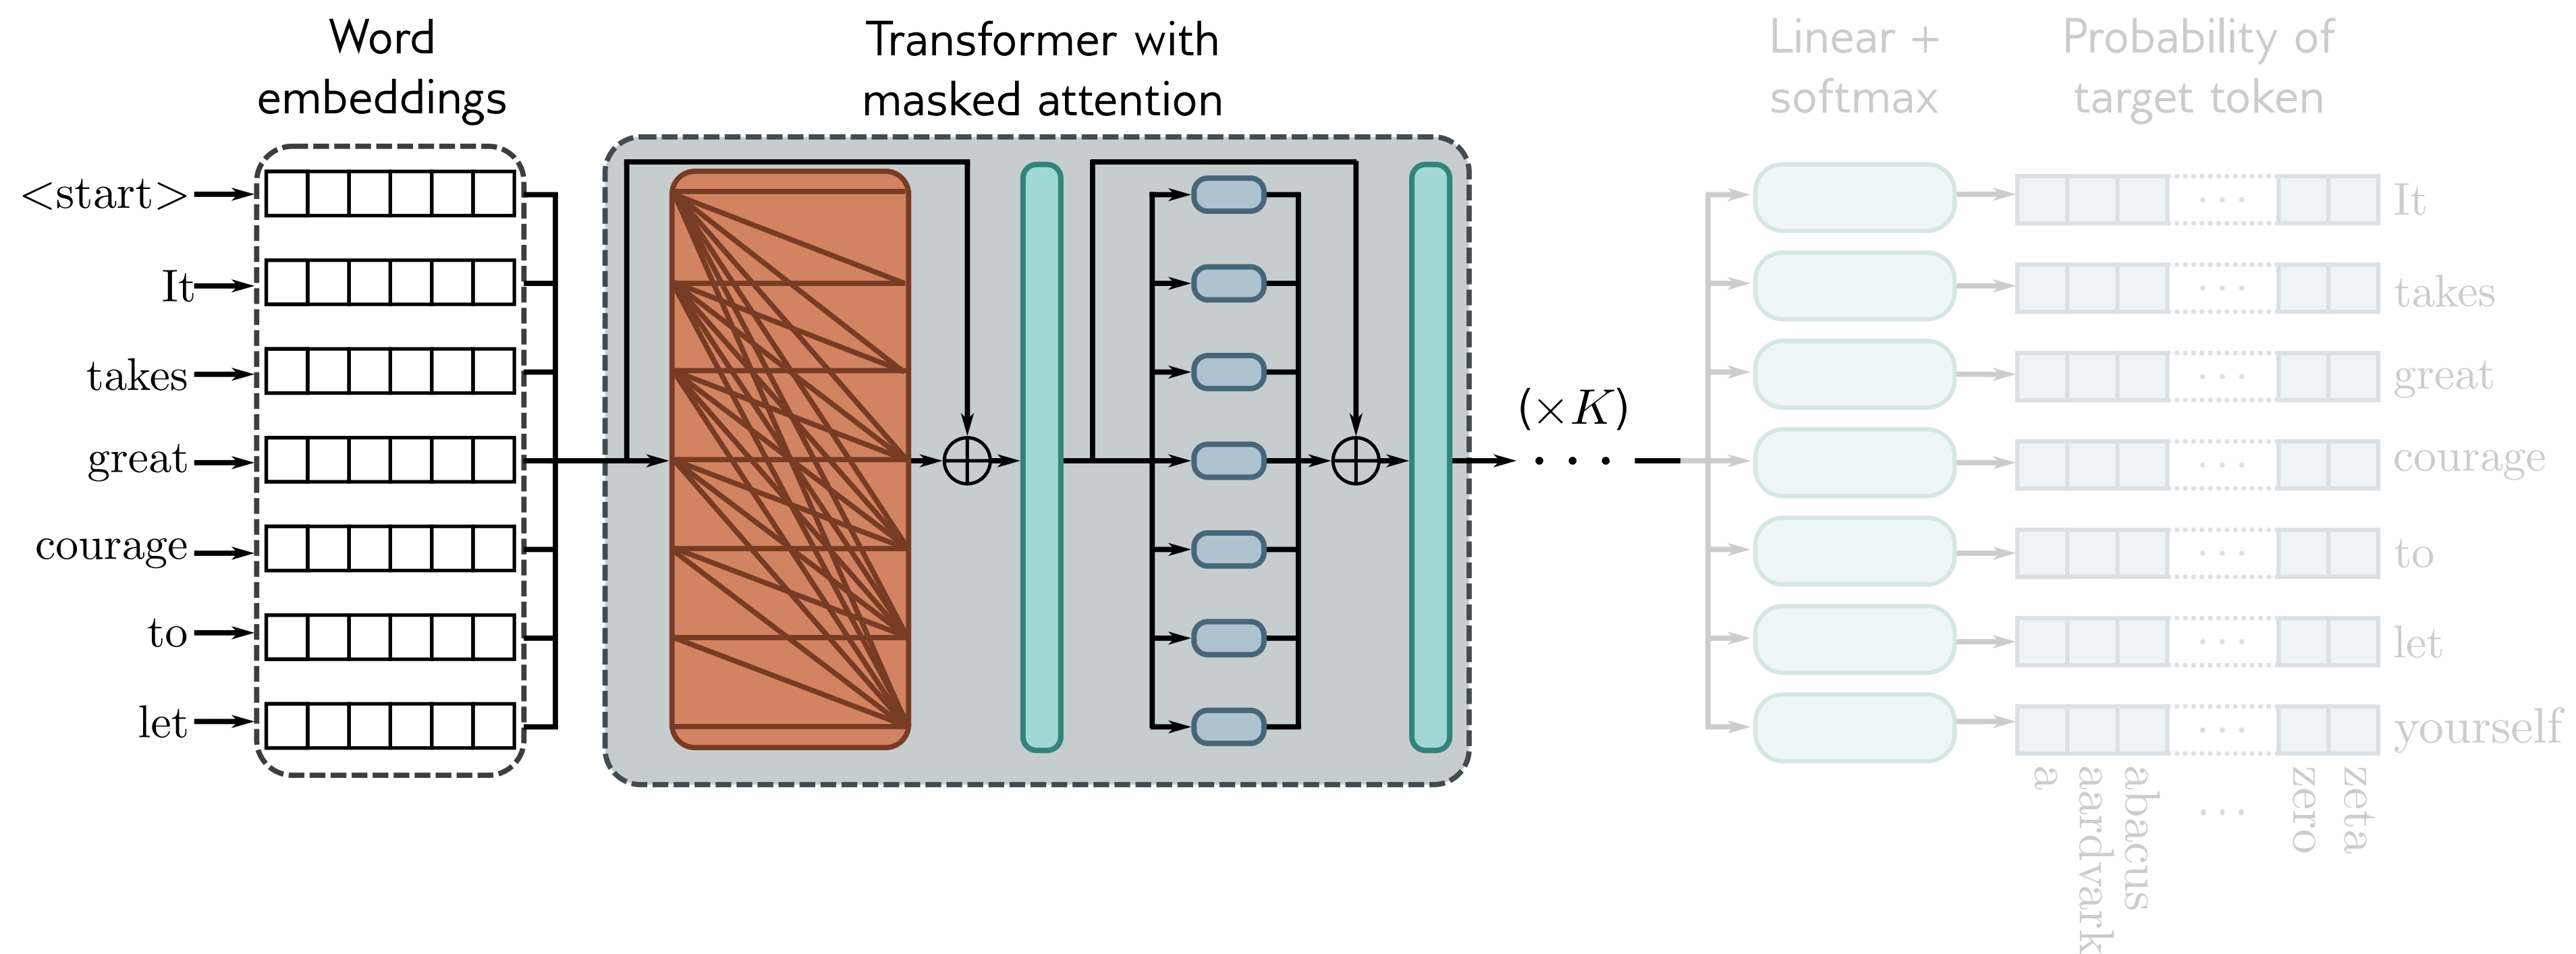 Word
embeddings
Transformer with
masked attention
Linear +
softmax
Probability of
target token
<start>
It
takes
great
courage
to
let
(×K)
. . .
It
takes
great
courage
to
let
yourself
a
aardvark
abacus
...
zero
zeta